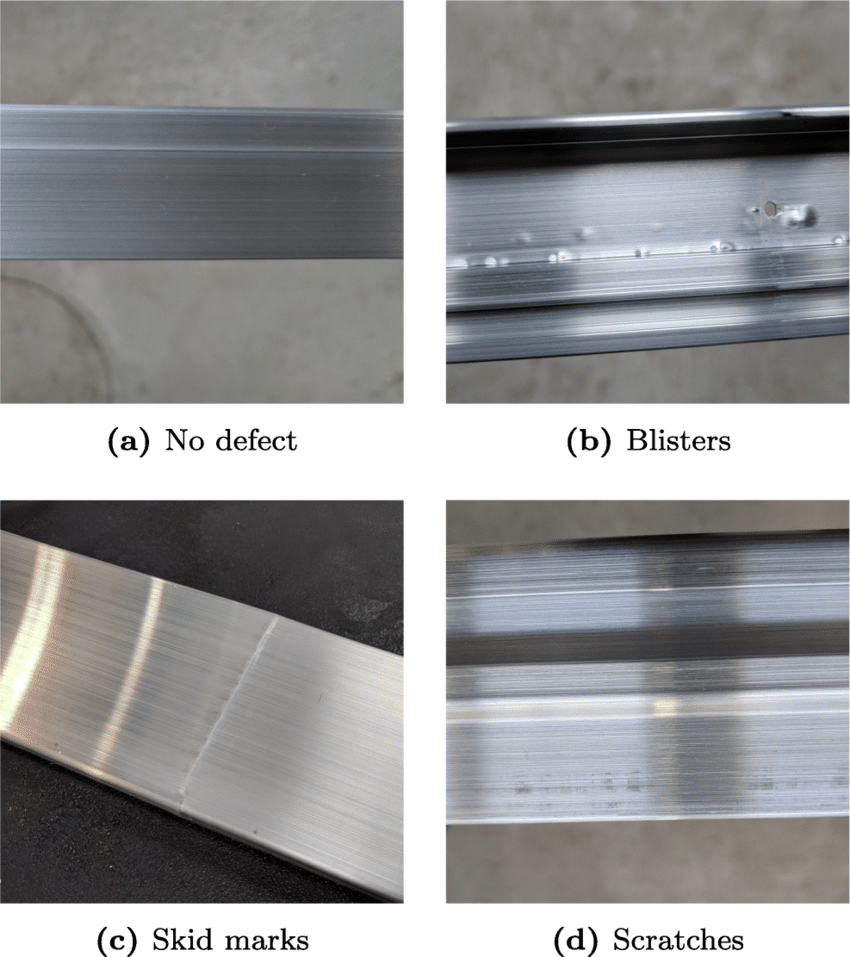 (a) No defect
(b) Blisters
(c) Skid marks
(d) Scratches